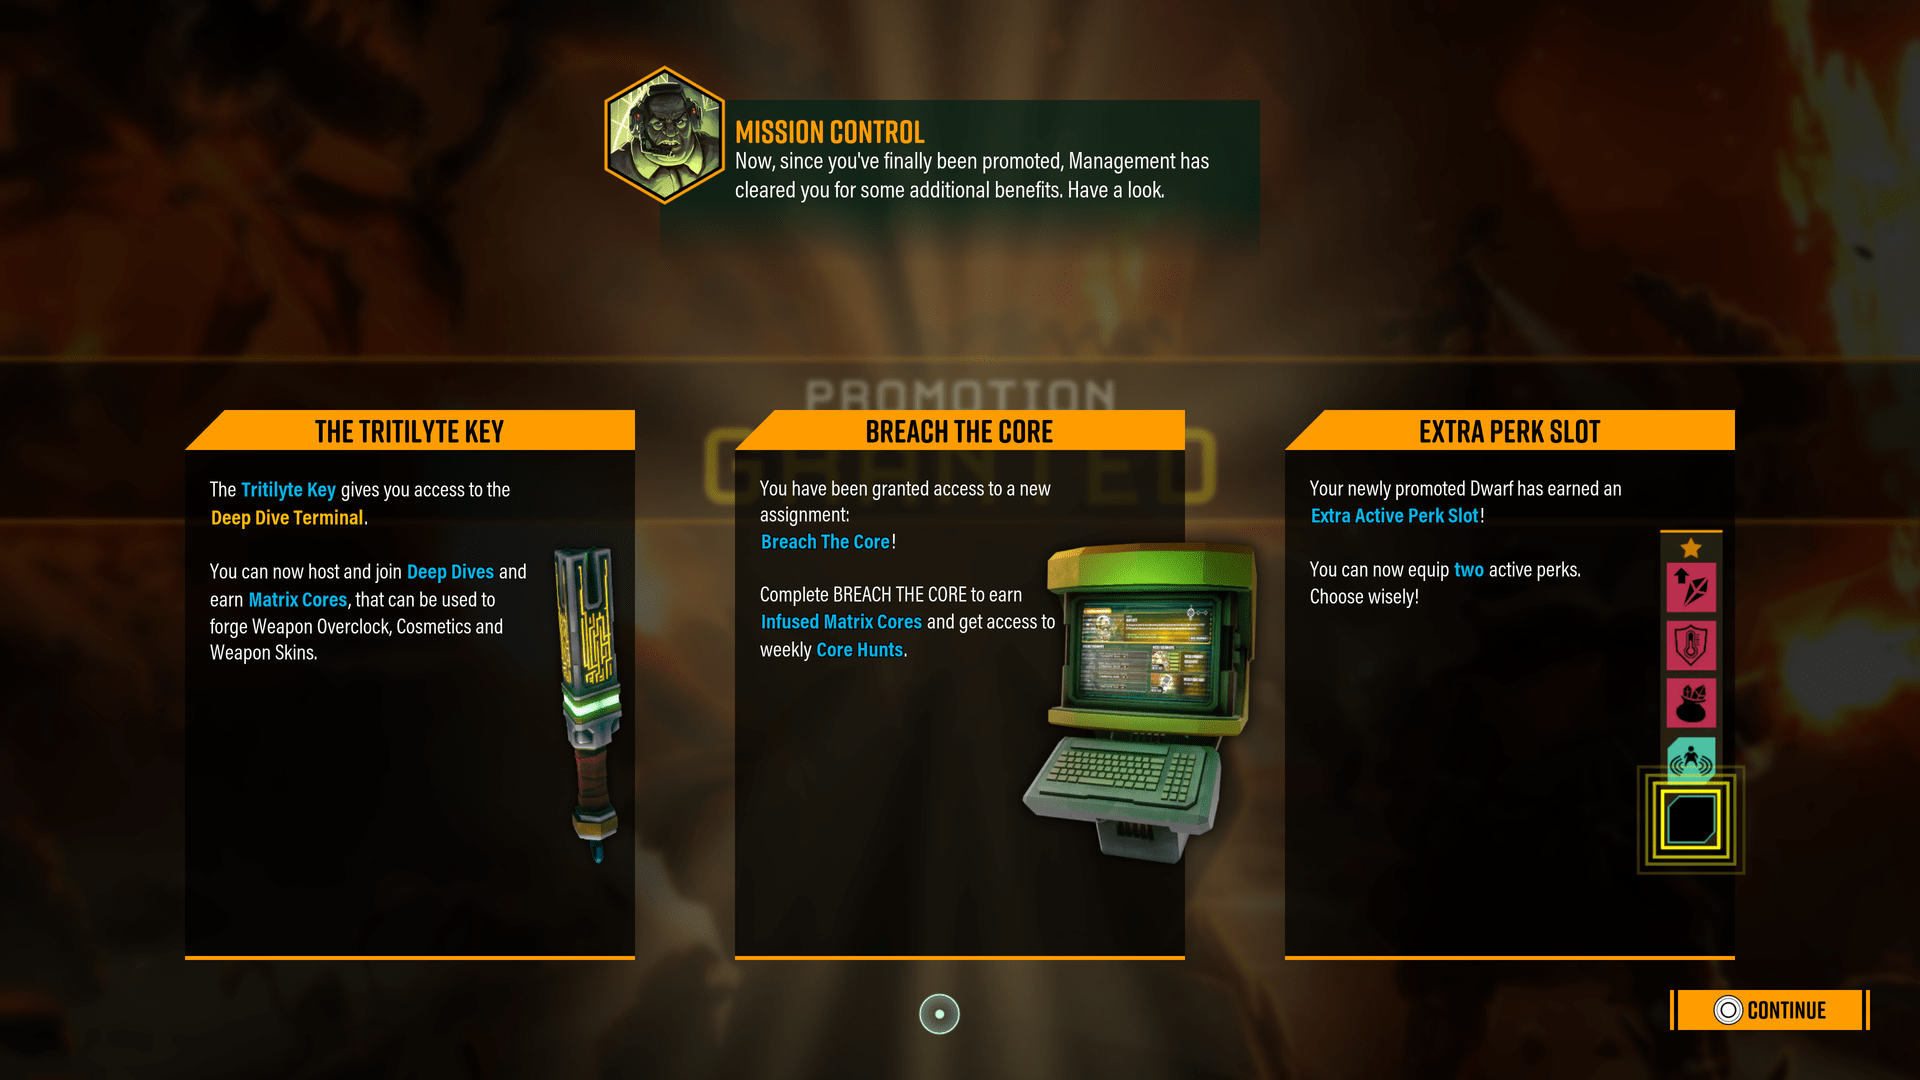 MISSION CONTROL
Now, since you've finally been promoted, Management has
cleared you for some additional benefits. Have a look.
PROMOTION
GRANTED
THE TRITILYTE KEY
The Tritilyte Key gives you access to the
Deep Dive Terminal.
You can now host and join Deep Dives and
earn Matrix Cores, that can be used to
forge Weapon Overclock, Cosmetics and
Weapon Skins.
BREACH THE CORE
You have been granted access to a new
assignment:
Breach The Core!
Complete BREACH THE CORE to earn
Infused Matrix Cores and get access to
weekly Core Hunts.
EXTRA PERK SLOT
Your newly promoted Dwarf has earned an
Extra Active Perk Slot!
You can now equip two active perks.
Choose wisely!
CONTINUE